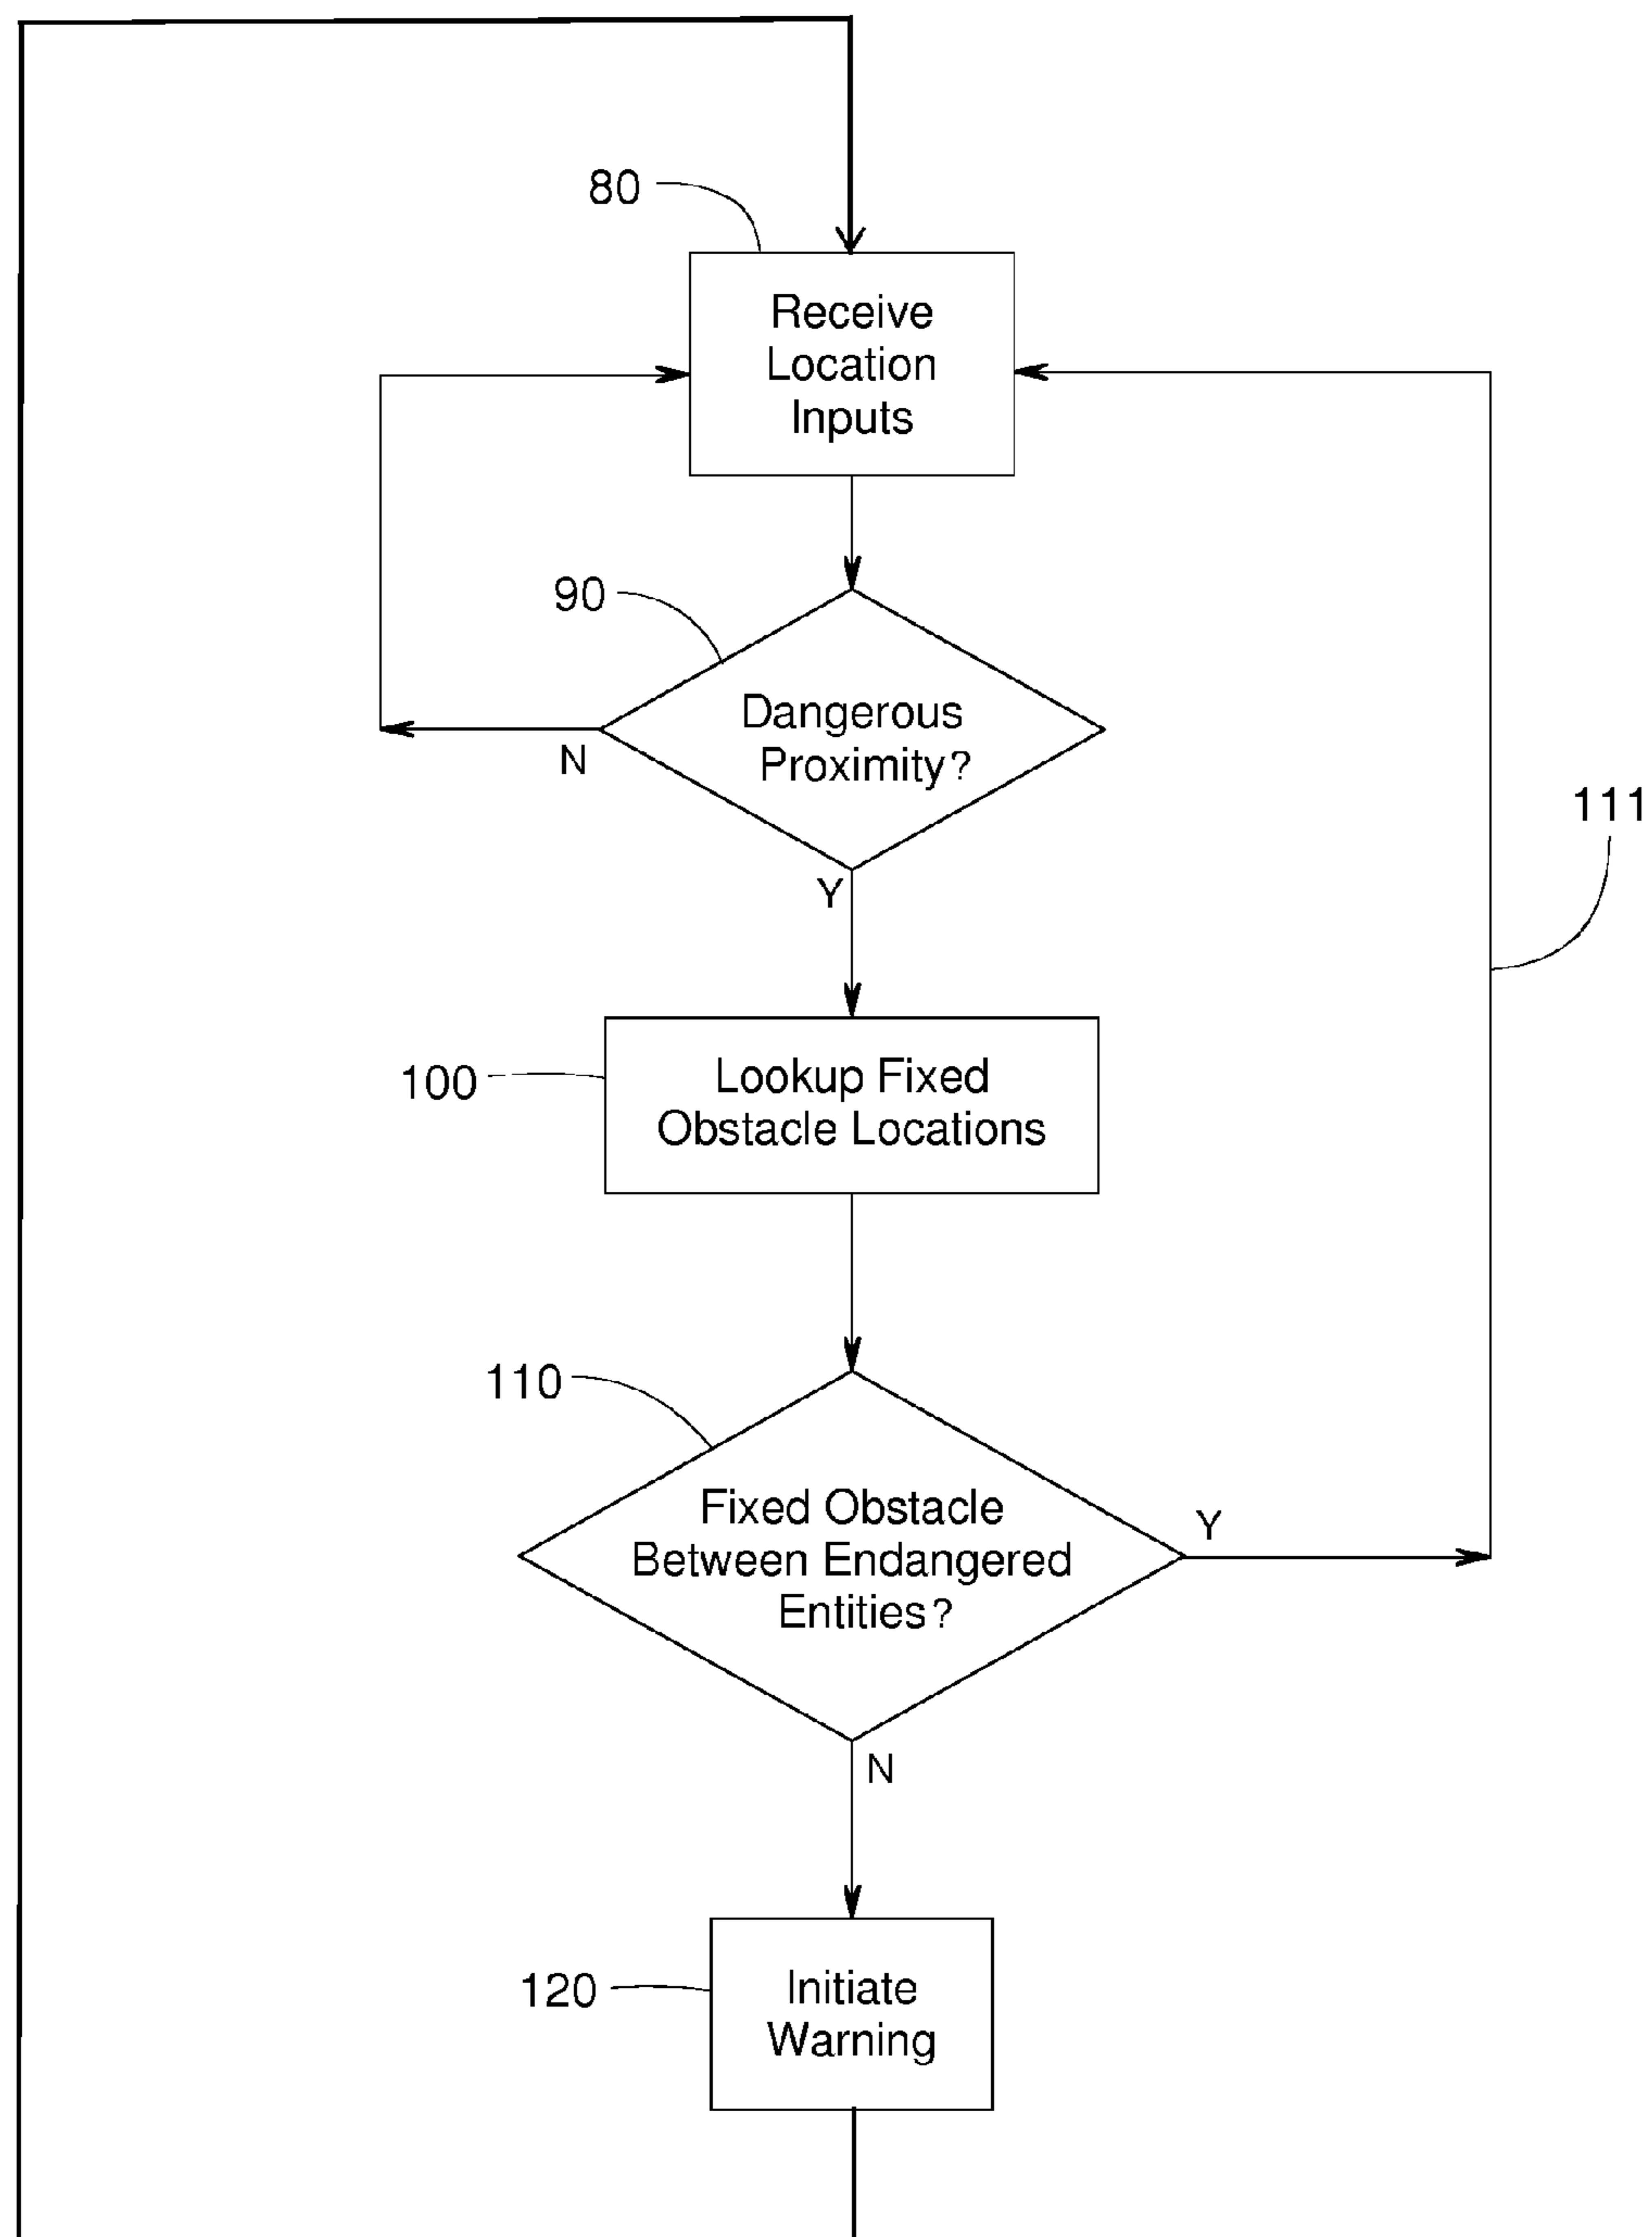 80
Receive
Location
Inputs
90
Dangerous
Proximity?
N
111
Y
100
Lookup Fixed
Obstacle Locations
110
Fixed Obstacle
Between Endangered
Entities?
Y
N
120
Initiate
Warning